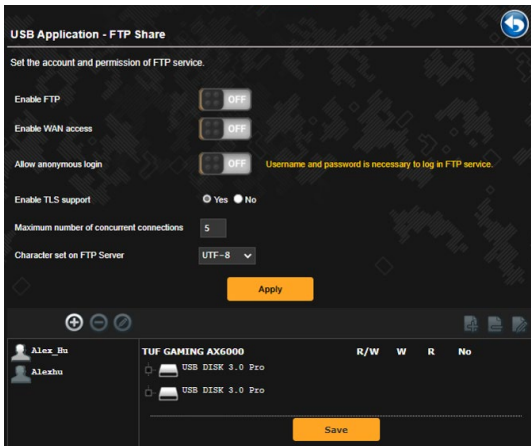 USB Application - FTP Share
Set the account and permission of FTP service.
Enable FTP OFF
Enable WAN access OFF
Allow anonymous login OFF Username and password is necessary to log in FTP service.
Enable TLS support Yes No
Maximum number of concurrent connections 5
Character set on FTP Server UTF-8
Apply
Alex_Hu
Alexhu
TUF GAMING AX6000 R/W W R No
USB DISK 3.0 Pro
USB DISK 3.0 Pro
Save